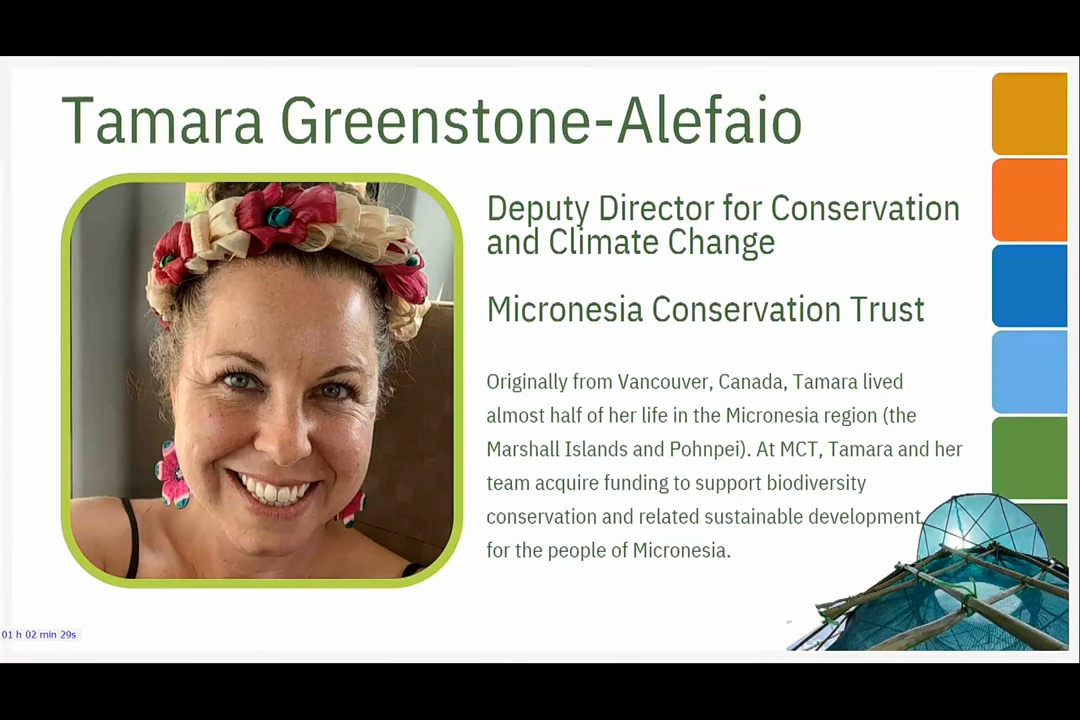 Tamara Greenstone-Alefaio
Deputy Director for Conservation
and Climate Change
Micronesia Conservation Trust
Originally from Vancouver, Canada, Tamara lived
almost half of her life in the Micronesia region (the
Marshall Islands and Pohnpei). At MCT, Tamara and her
team acquire funding to support biodiversity
conservation and related sustainable development
for the people of Micronesia.
01 h 02 min 29s